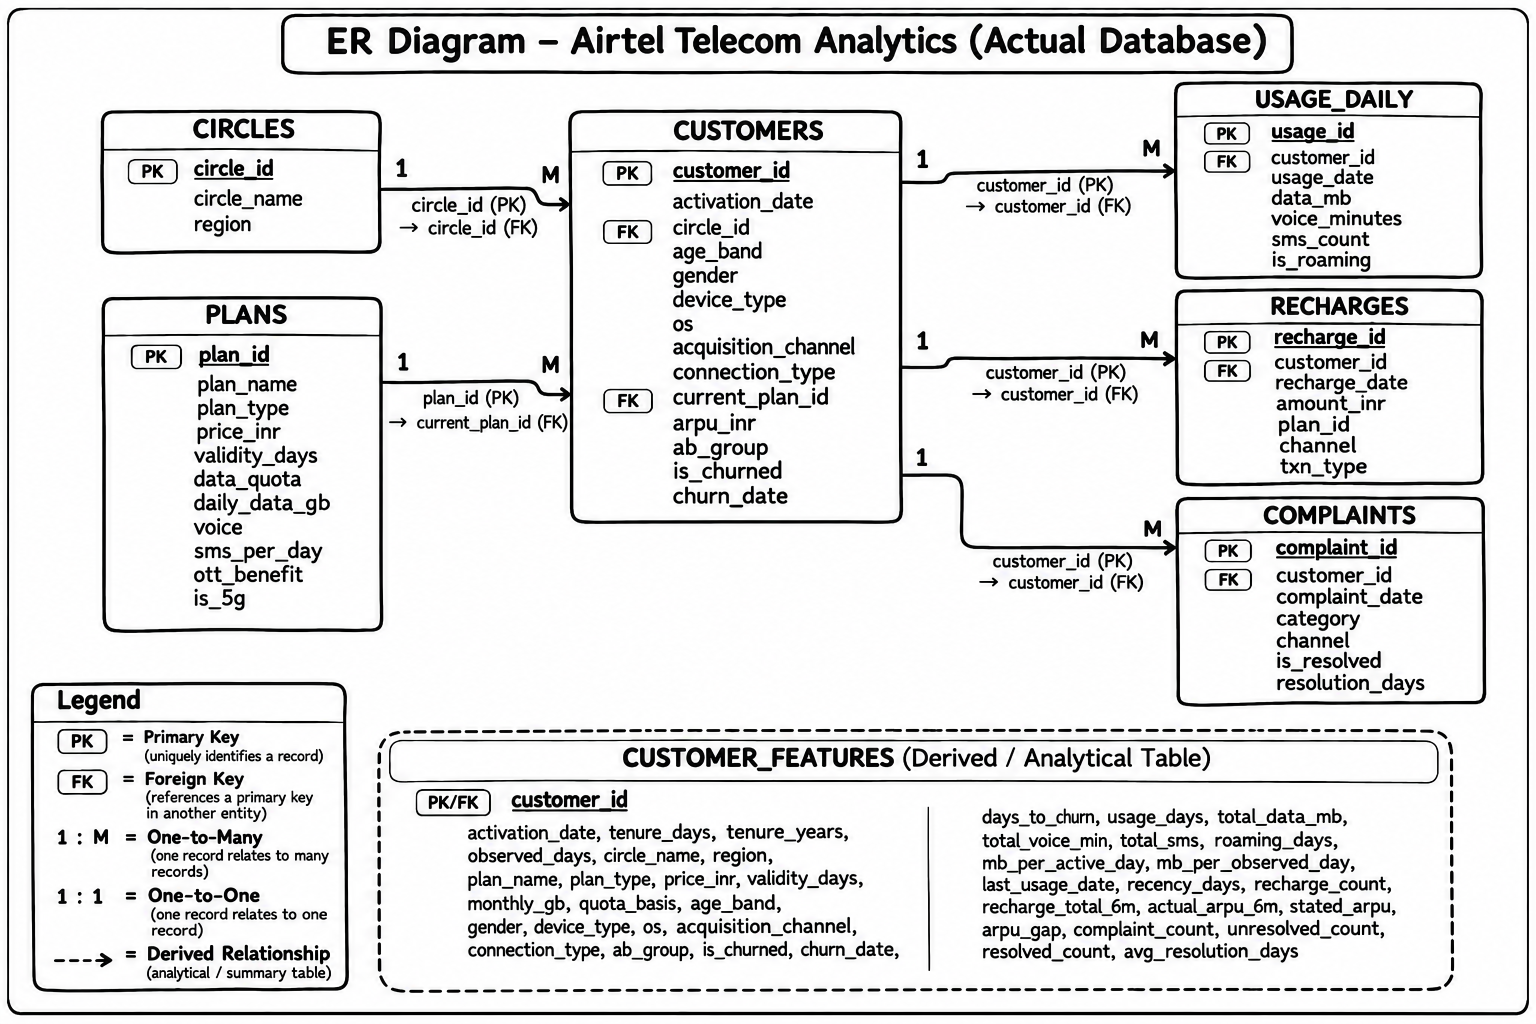 ER Diagram – Airtel Telecom Analytics (Actual Database)
CIRCLES
PK circle_id
circle_name
region
1
M
circle_id (PK)
→ circle_id (FK)
PLANS
PK plan_id
plan_name
plan_type
price_inr
validity_days
data_quota
daily_data_gb
voice
sms_per_day
ott_benefit
is_5g
1
M
plan_id (PK)
→ current_plan_id (FK)
CUSTOMERS
PK customer_id
activation_date
FK circle_id
age_band
gender
device_type
os
acquisition_channel
connection_type
FK current_plan_id
arpu_inr
ab_group
is_churned
churn_date
1
M
customer_id (PK)
→ customer_id (FK)
1
M
customer_id (PK)
→ customer_id (FK)
1
M
customer_id (PK)
→ customer_id (FK)
USAGE_DAILY
PK usage_id
FK customer_id
usage_date
data_mb
voice_minutes
sms_count
is_roaming
RECHARGES
PK recharge_id
FK customer_id
recharge_date
amount_inr
plan_id
channel
txn_type
COMPLAINTS
PK complaint_id
FK customer_id
complaint_date
category
channel
is_resolved
resolution_days
Legend
PK = Primary Key
(uniquely identifies a record)
FK = Foreign Key
(references a primary key
in another entity)
1 : M = One-to-Many
(one record relates to many
records)
1 : 1 = One-to-One
(one record relates to one
record)
= Derived Relationship
(analytical / summary table)
CUSTOMER_FEATURES (Derived / Analytical Table)
PK/FK customer_id
activation_date, tenure_days, tenure_years,
observed_days, circle_name, region,
plan_name, plan_type, price_inr, validity_days,
monthly_gb, quota_basis, age_band,
gender, device_type, os, acquisition_channel,
connection_type, ab_group, is_churned, churn_date,
days_to_churn, usage_days, total_data_mb,
total_voice_min, total_sms, roaming_days,
mb_per_active_day, mb_per_observed_day,
last_usage_date, recency_days, recharge_count,
recharge_total_6m, actual_arpu_6m, stated_arpu,
arpu_gap, complaint_count, unresolved_count,
resolved_count, avg_resolution_days